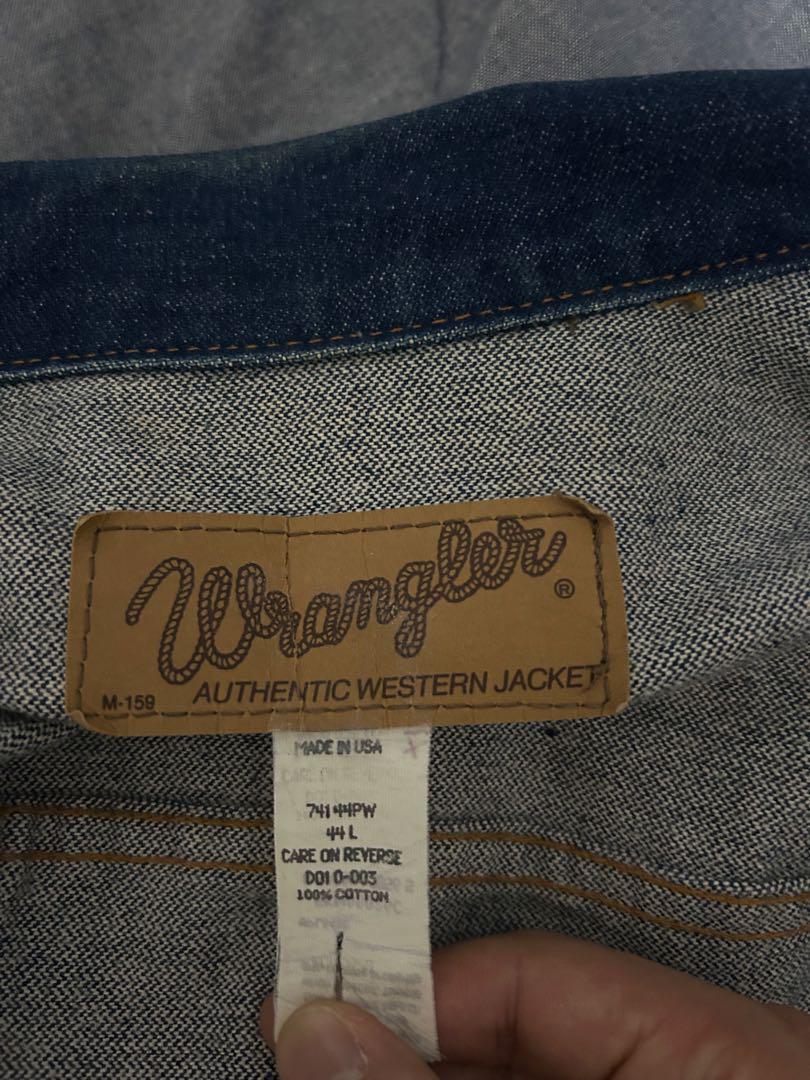 Wrangler®
M-159 AUTHENTIC WESTERN JACKET
MADE IN USA
74144PW
44 L
CARE ON REVERSE
D010-003
100% COTTON